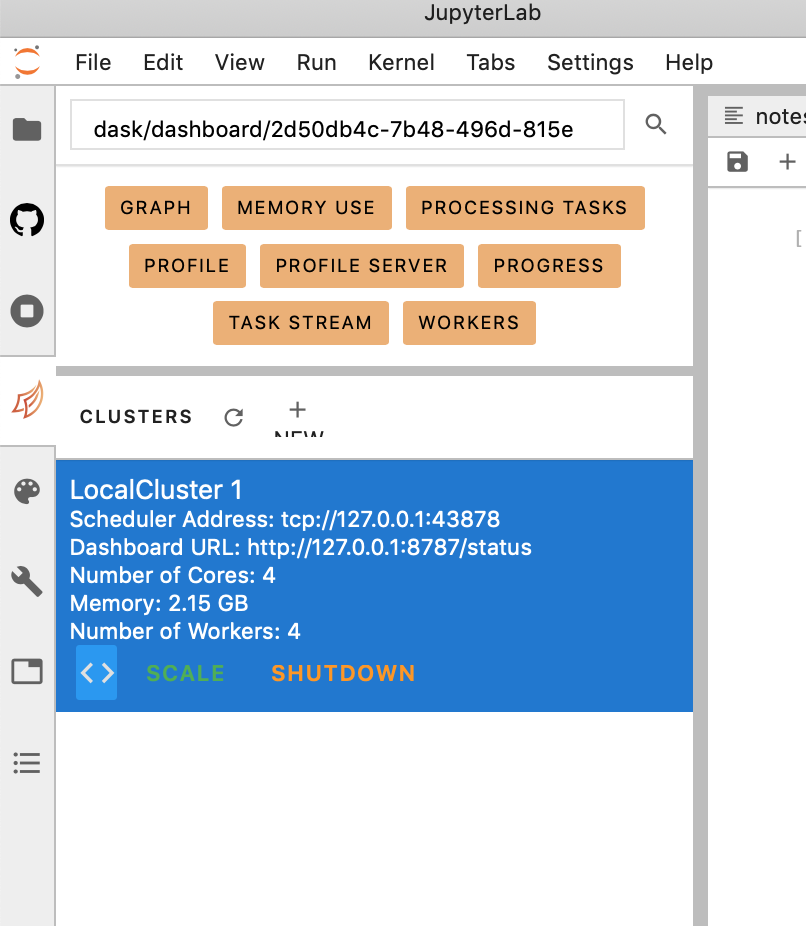 JupyterLab
File Edit View Run Kernel Tabs Settings Help
dask/dashboard/2d50db4c-7b48-496d-815e
notes
GRAPH MEMORY USE PROCESSING TASKS
PROFILE PROFILE SERVER PROGRESS
TASK STREAM WORKERS
[
CLUSTERS
+
NEW
LocalCluster 1
Scheduler Address: tcp://127.0.0.1:43878
Dashboard URL: http://127.0.0.1:8787/status
Number of Cores: 4
Memory: 2.15 GB
Number of Workers: 4
<> SCALE SHUTDOWN